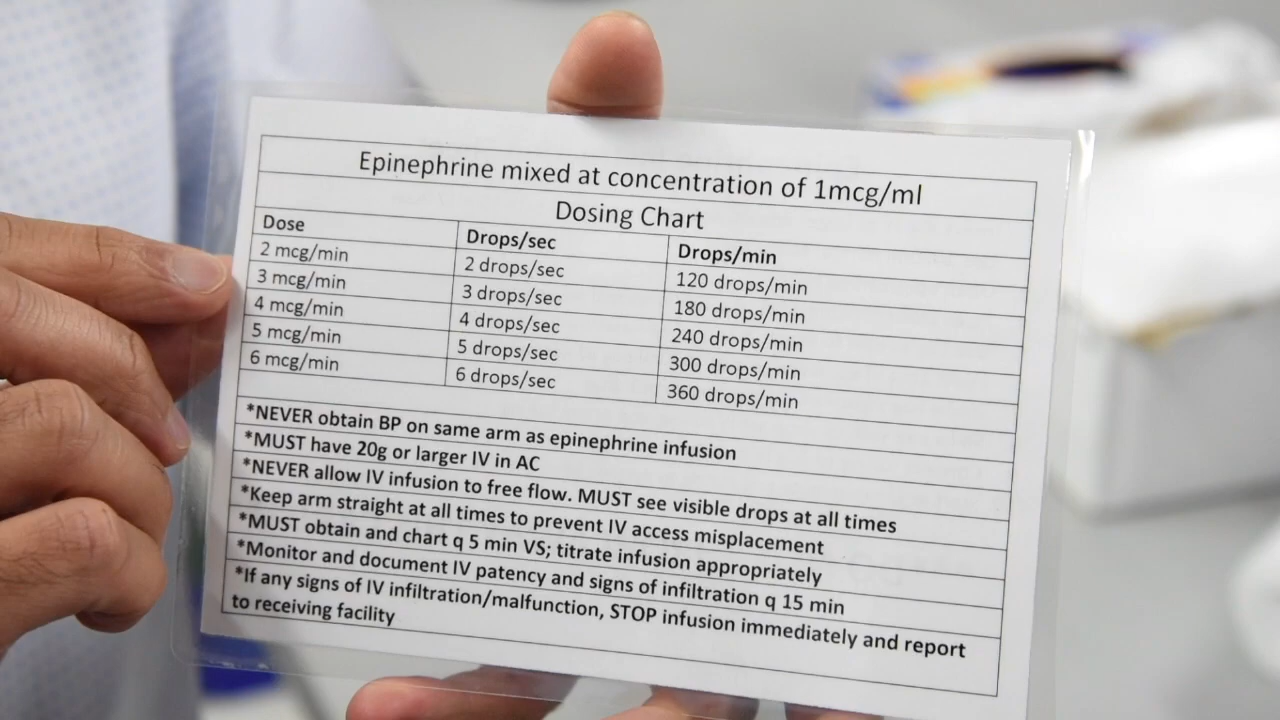 Epinephrine mixed at concentration of 1mcg/ml
Dosing Chart
Dose Drops/sec Drops/min
2 mcg/min 2 drops/sec 120 drops/min
3 mcg/min 3 drops/sec 180 drops/min
4 mcg/min 4 drops/sec 240 drops/min
5 mcg/min 5 drops/sec 300 drops/min
6 mcg/min 6 drops/sec 360 drops/min
*NEVER obtain BP on same arm as epinephrine infusion
*MUST have 20g or larger IV in AC
*NEVER allow IV infusion to free flow. MUST see visible drops at all times
*Keep arm straight at all times to prevent IV access misplacement
*MUST obtain and chart q 5 min VS; titrate infusion appropriately
*Monitor and document IV patency and signs of infiltration q 15 min
*If any signs of IV infiltration/malfunction, STOP infusion immediately and report
to receiving facility